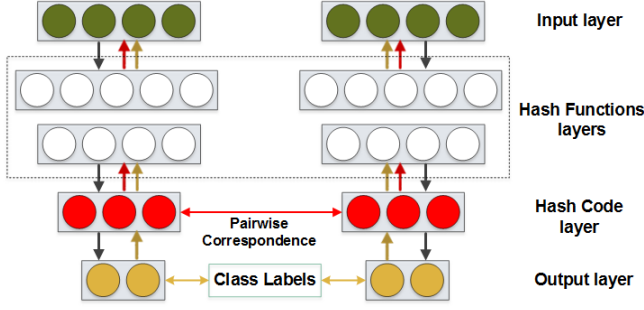 Input layer
Hash Functions
layers
Hash Code
layer
Pairwise
Correspondence
Class Labels
Output layer